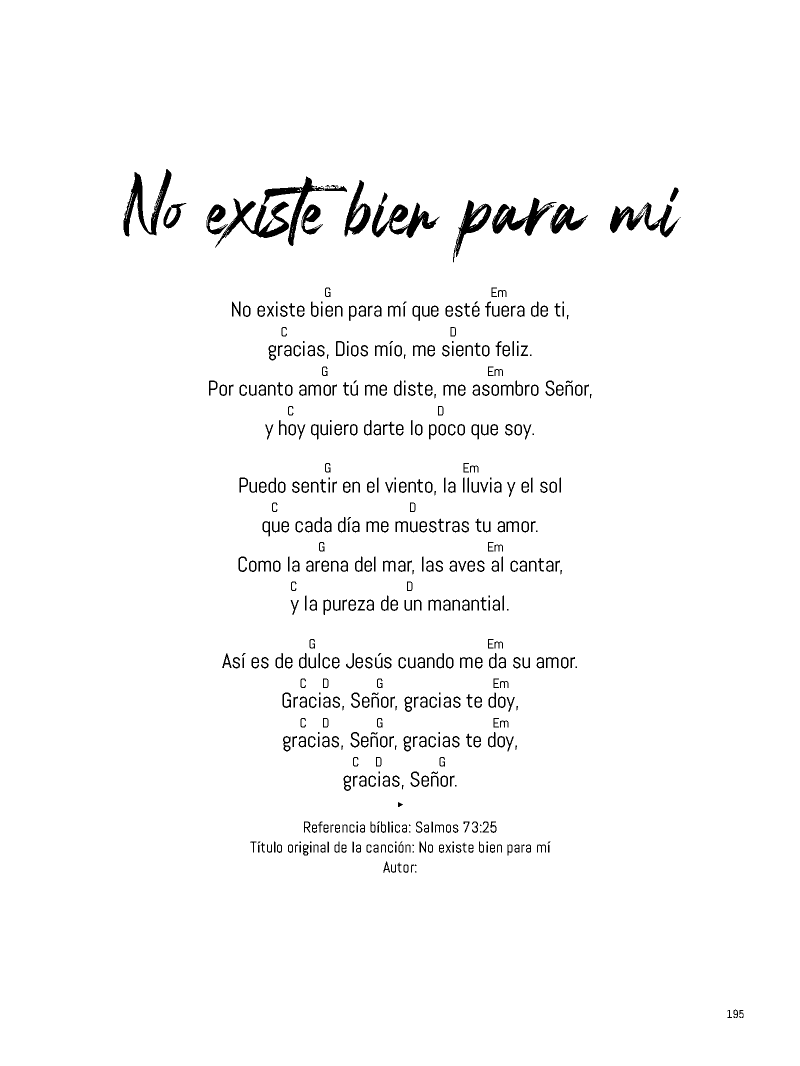 No existe bien para mí
G Em
No existe bien para mí que esté fuera de ti,
C D
gracias, Dios mío, me siento feliz.
G Em
Por cuanto amor tú me diste, me asombro Señor,
C D
y hoy quiero darte lo poco que soy.
G Em
Puedo sentir en el viento, la lluvia y el sol
C D
que cada día me muestras tu amor.
G Em
Como la arena del mar, las aves al cantar,
C D
y la pureza de un manantial.
G Em
Así es de dulce Jesús cuando me da su amor.
C D G Em
Gracias, Señor, gracias te doy,
C D G Em
gracias, Señor, gracias te doy,
C D G
gracias, Señor.
Referencia bíblica: Salmos 73:25
Título original de la canción: No existe bien para mí
Autor:
195